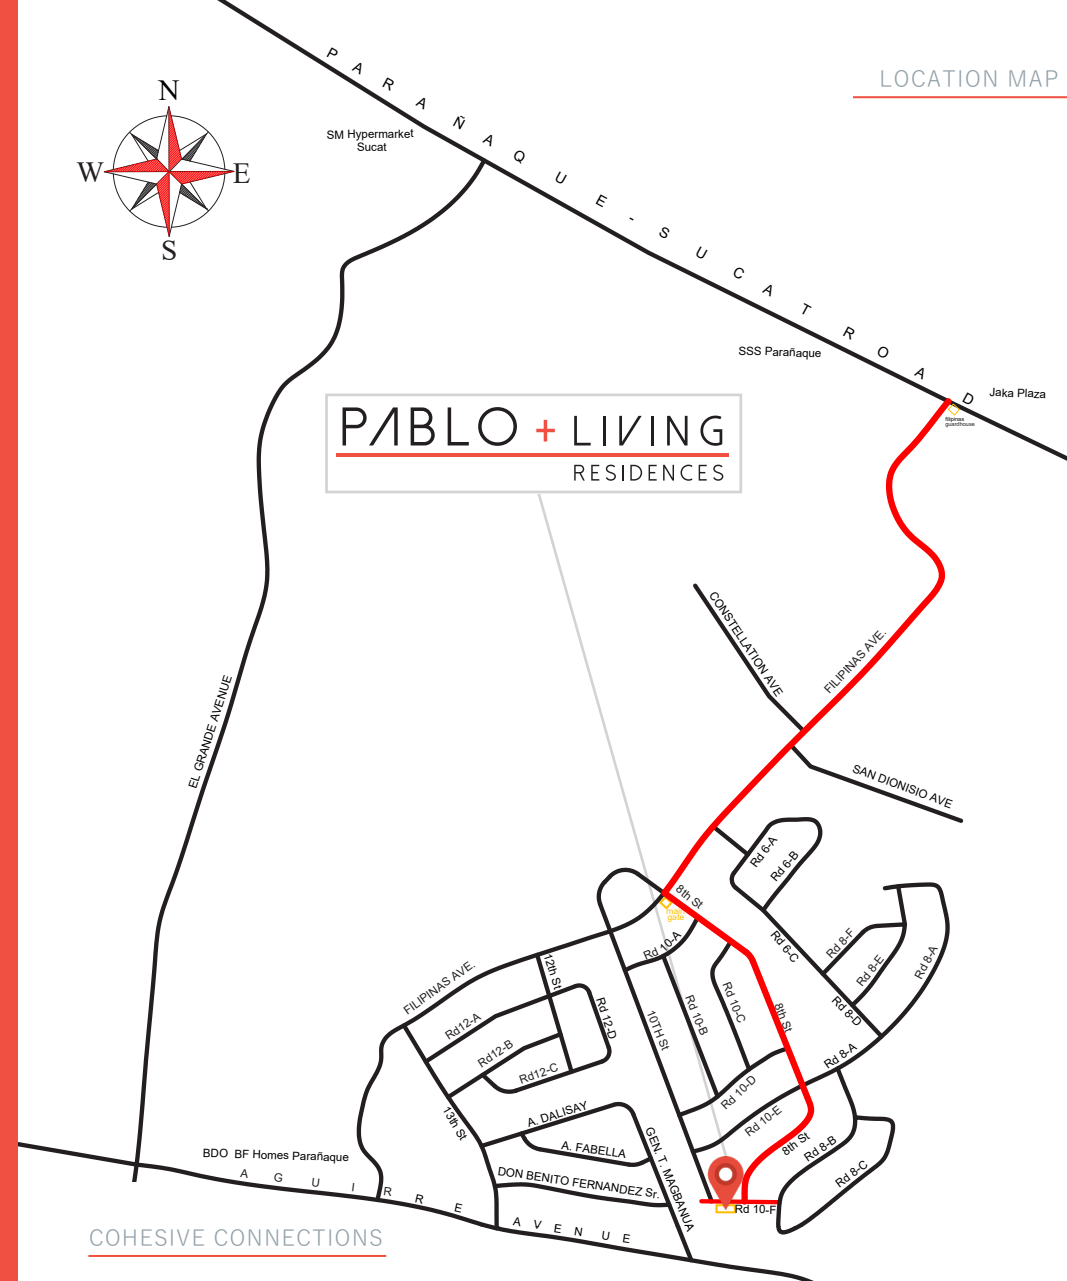 LOCATION MAP
N
W
E
S
PARAÑAQUE-SUCAT ROAD
SM Hypermarket
Sucat
SSS Parañaque
Jaka Plaza
filipinas
guardhouse
PABLO + LIVING
RESIDENCES
CONSTELLATION AVE
FILIPINAS AVE.
EL GRANDE AVENUE
SAN DIONISIO AVE
Rd 6-A
Rd 6-B
8th St
main
gate
Rd 10-A
Rd 6-C
Rd 8-F
Rd 8-E
Rd 8-A
FILIPINAS AVE.
12th St
Rd 12-D
Rd 10-B
Rd 10-C
8th St
Rd 8-D
Rd12-A
10TH St
Rd12-B
Rd 8-A
Rd12-C
Rd 10-D
13th St
A. DALISAY
Rd 10-E
A. FABELLA
GEN. T. MAGBANUA
8th St
Rd 8-B
Rd 8-C
BDO BF Homes Parañaque
DON BENITO FERNANDEZ Sr.
Rd 10-F
AGUIRRE AVENUE
COHESIVE CONNECTIONS